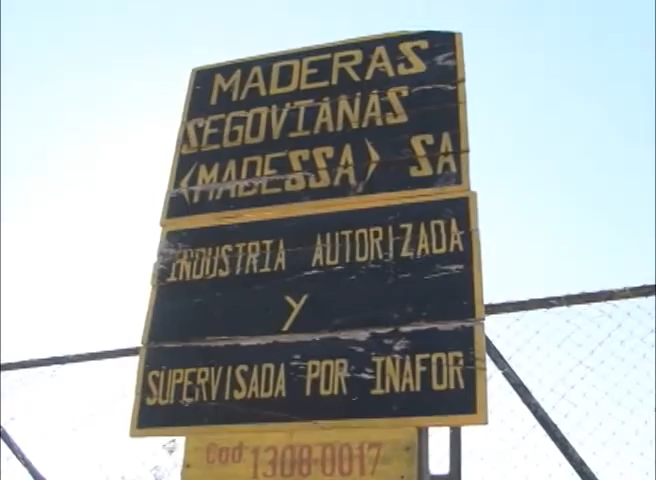 MADERAS
SEGOVIANAS
(MADESSA) SA
INDUSTRIA AUTORIZADA
Y
SUPERVISADA POR INAFOR
Cod 1308-0017